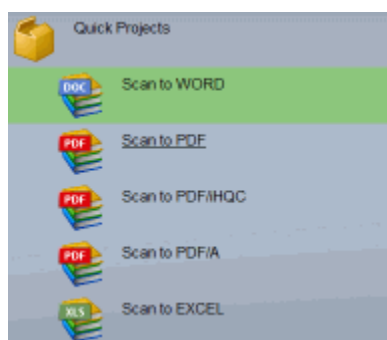 Quick Projects
DOC
Scan to WORD
PDF
Scan to PDF
PDF
Scan to PDF/iHQC
PDF
Scan to PDF/A
XLS
Scan to EXCEL